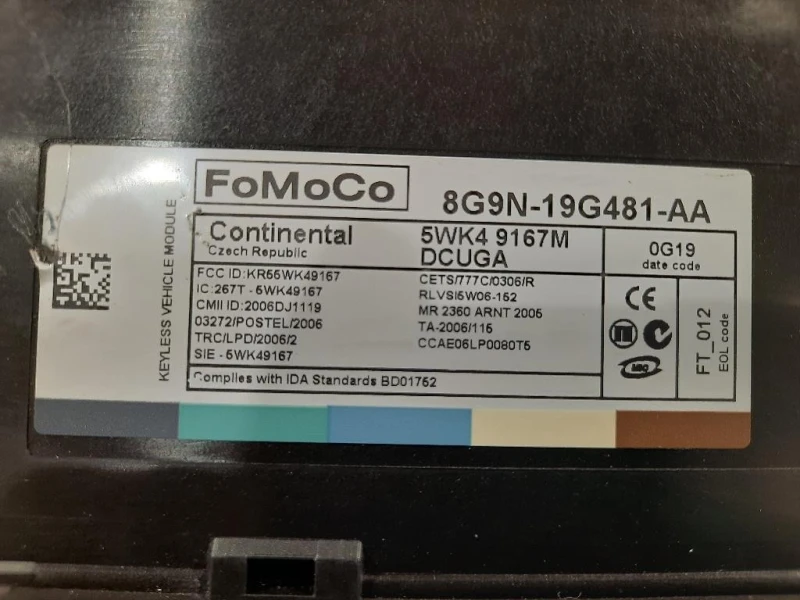 FoMoCo
8G9N-19G481-AA
KEYLESS VEHICLE MODULE
Continental
Czech Republic
5WK4 9167M
DCUGA
0G19
date code
FCC ID:KR55WK49167
IC:267T - 5WK49167
CMII ID:2006DJ1119
03272/POSTEL/2006
TRC/LPD/2006/2
SIE - 5WK49167
CETS/777C/0306/R
RLVSI5W06-152
MR 2360 ARNT 2006
TA-2006/115
CCAE06LP0080T5
CE
FT_012
EOL code
Complies with IDA Standards BD01752